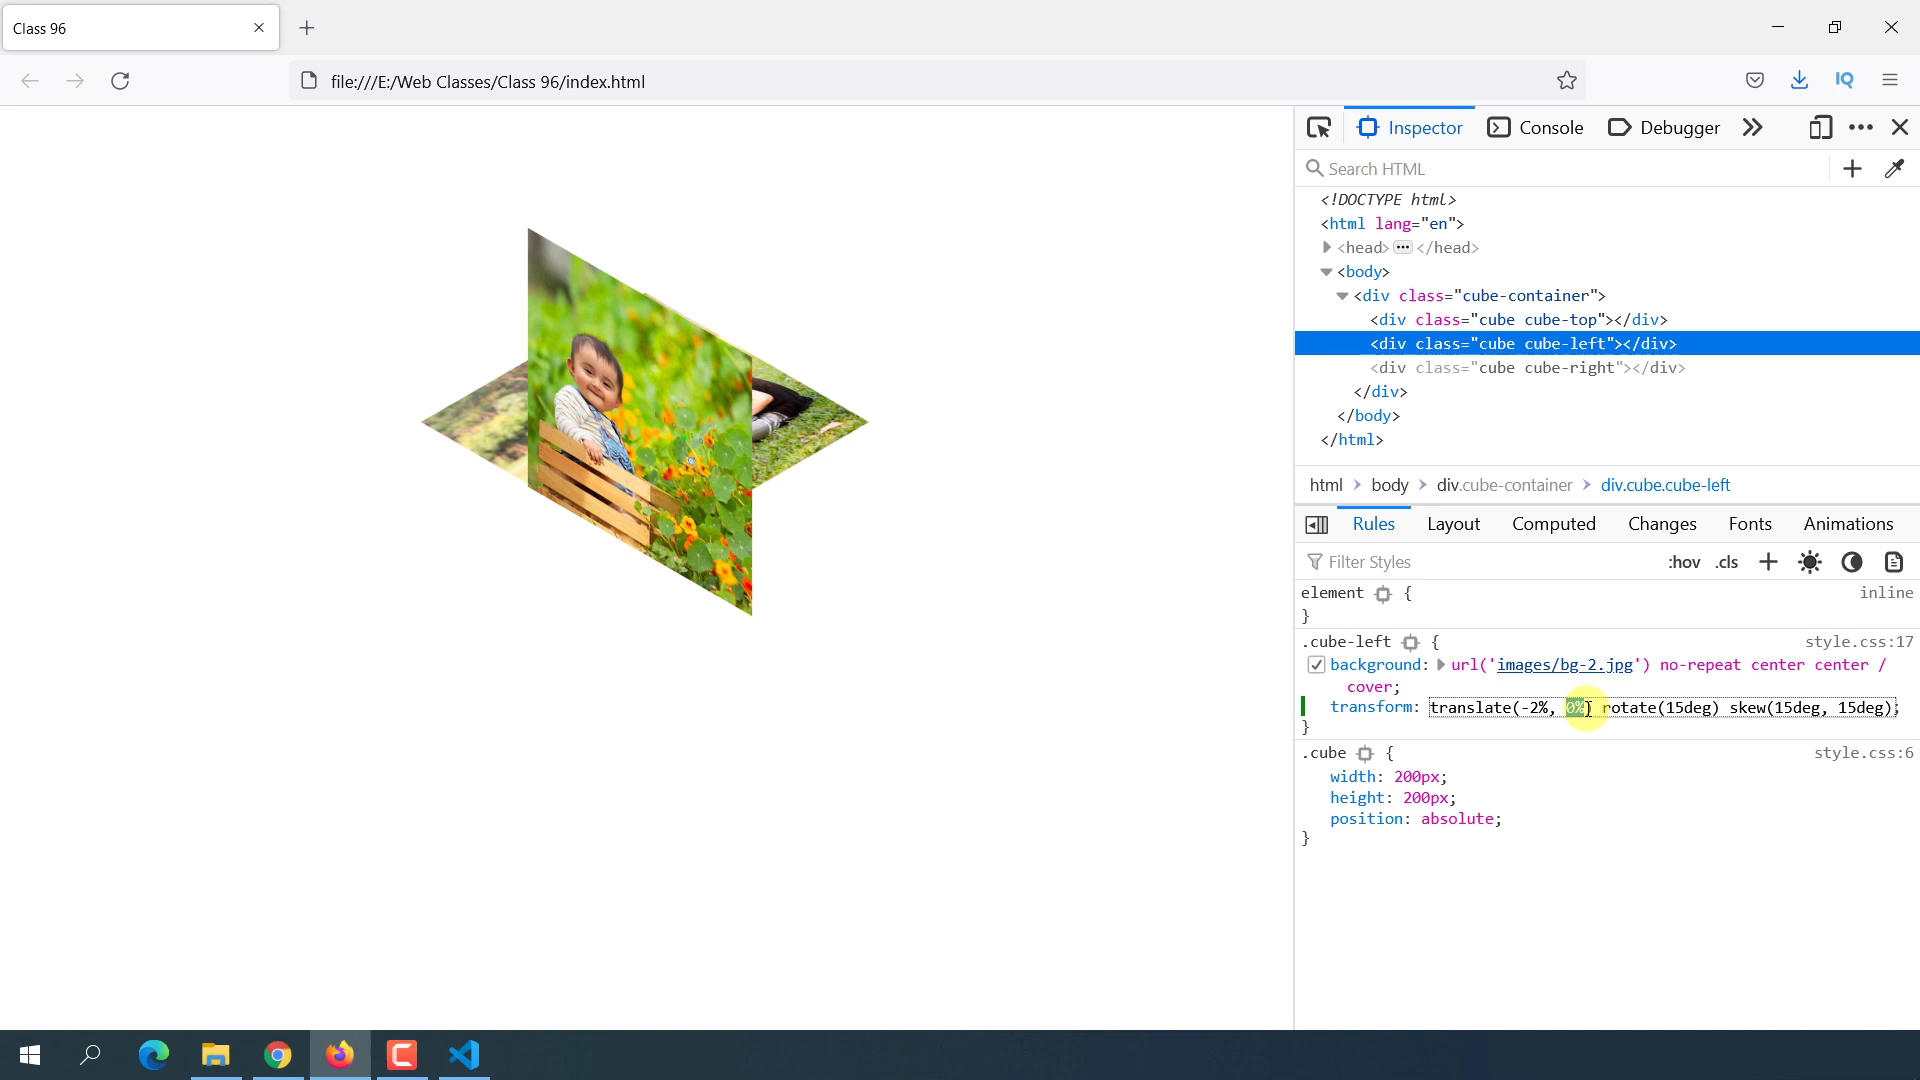 Class 96
file:///E:/Web Classes/Class 96/index.html
IQ
Inspector
Console
Debugger
Search HTML
<!DOCTYPE html>
<html lang="en">
<head> ••• </head>
<body>
<div class="cube-container">
<div class="cube cube-top"></div>
<div class="cube cube-left"></div>
<div class="cube cube-right"></div>
</div>
</body>
</html>
html > body > div.cube-container > div.cube.cube-left
Rules Layout Computed Changes Fonts Animations
Filter Styles :hov .cls
element { inline
}
.cube-left { style.css:17
background: url('images/bg-2.jpg') no-repeat center center /
cover;
transform: translate(-2%, 0%) rotate(15deg) skew(15deg, 15deg);
}
.cube { style.css:6
width: 200px;
height: 200px;
position: absolute;
}